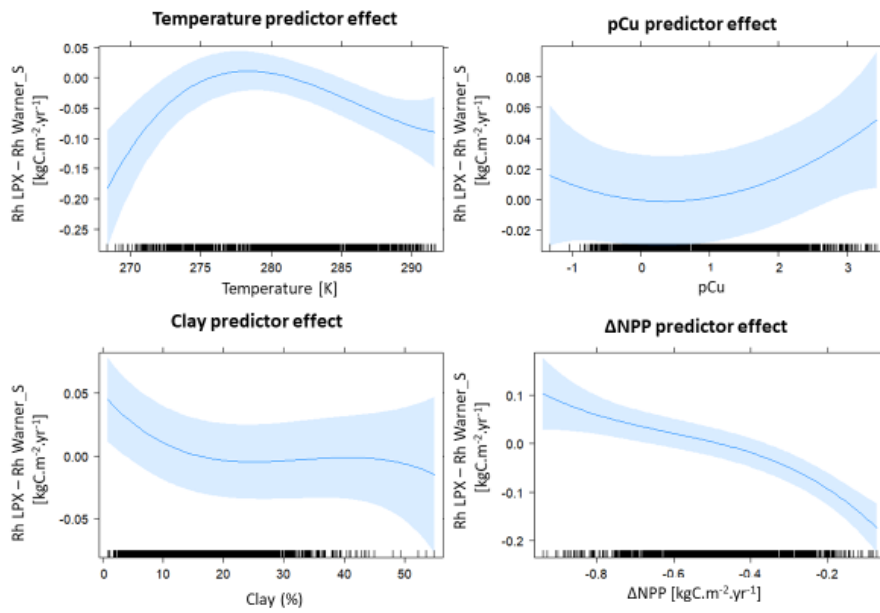 Temperature predictor effect
Rh LPX – Rh Warner_S
[kgC.m⁻².yr⁻¹]
0.05
0.00
-0.05
-0.10
-0.15
-0.20
-0.25
270
275
280
285
290
Temperature [K]
pCu predictor effect
Rh LPX – Rh Warner_S
[kgC.m⁻².yr⁻¹]
0.08
0.06
0.04
0.02
0.00
-0.02
-1
0
1
2
3
pCu
Clay predictor effect
Rh LPX – Rh Warner_S
[kgC.m⁻².yr⁻¹]
0.05
0.00
-0.05
0
10
20
30
40
50
Clay (%)
ΔNPP predictor effect
Rh LPX – Rh Warner_S
[kgC.m⁻².yr⁻¹]
0.1
0.0
-0.1
-0.2
-0.8
-0.6
-0.4
-0.2
ΔNPP [kgC.m⁻².yr⁻¹]